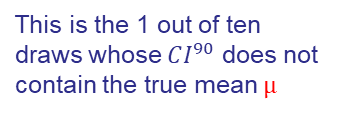 This is the 1 out of ten
draws whose CI⁹⁰ does not
contain the true mean μ